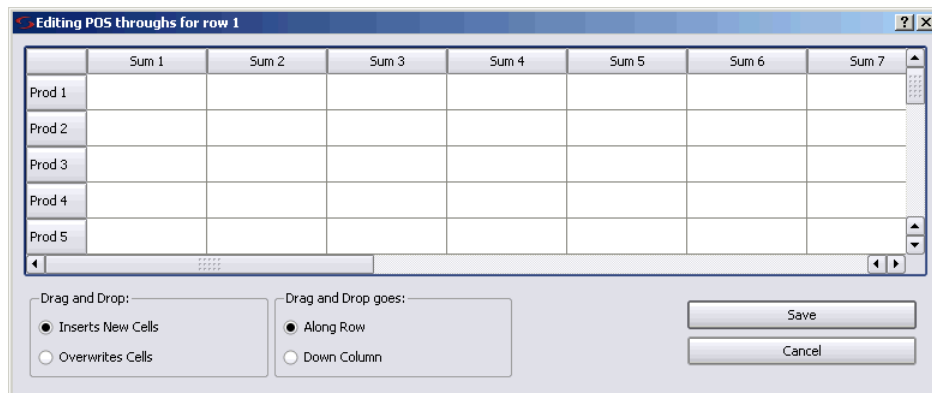 Editing POS throughs for row 1
Sum 1 Sum 2 Sum 3 Sum 4 Sum 5 Sum 6 Sum 7
Prod 1
Prod 2
Prod 3
Prod 4
Prod 5
Drag and Drop: Drag and Drop goes:
Inserts New Cells Along Row Save
Overwrites Cells Down Column Cancel